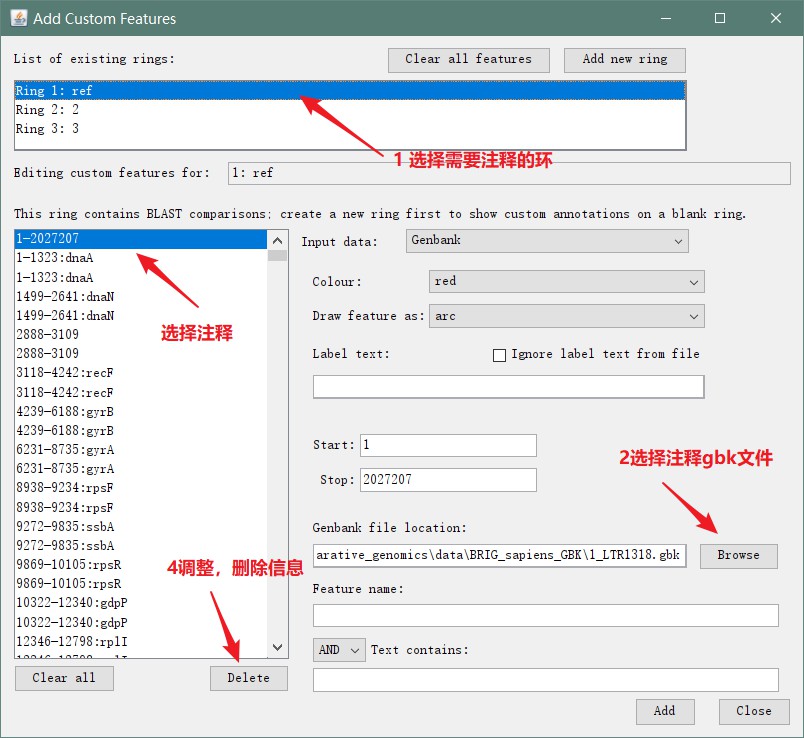 Add Custom Features
List of existing rings:
Clear all features
Add new ring
Ring 1: ref
Ring 2: 2
Ring 3: 3
1 选择需要注释的环
Editing custom features for:
1: ref
This ring contains BLAST comparisons; create a new ring first to show custom annotations on a blank ring.
1-2027207
1-1323:dnaA
1-1323:dnaA
1499-2641:dnaN
1499-2641:dnaN
2888-3109
2888-3109
3118-4242:recF
3118-4242:recF
4239-6188:gyrB
4239-6188:gyrB
6231-8735:gyrA
6231-8735:gyrA
8938-9234:rpsF
8938-9234:rpsF
9272-9835:ssbA
9272-9835:ssbA
9869-10105:rpsR
9869-10105:rpsR
10322-12340:gdpP
10322-12340:gdpP
12346-12798:rplI
12346-12798:rplI
选择注释
4调整，删除信息
Clear all
Delete
Input data:
Genbank
Colour:
red
Draw feature as:
arc
Label text:
Ignore label text from file
Start:
1
Stop:
2027207
2选择注释gbk文件
Genbank file location:
arative_genomics\data\BRIG_sapiens_GBK\1_LTR1318.gbk
Browse
Feature name:
AND
Text contains:
Add
Close